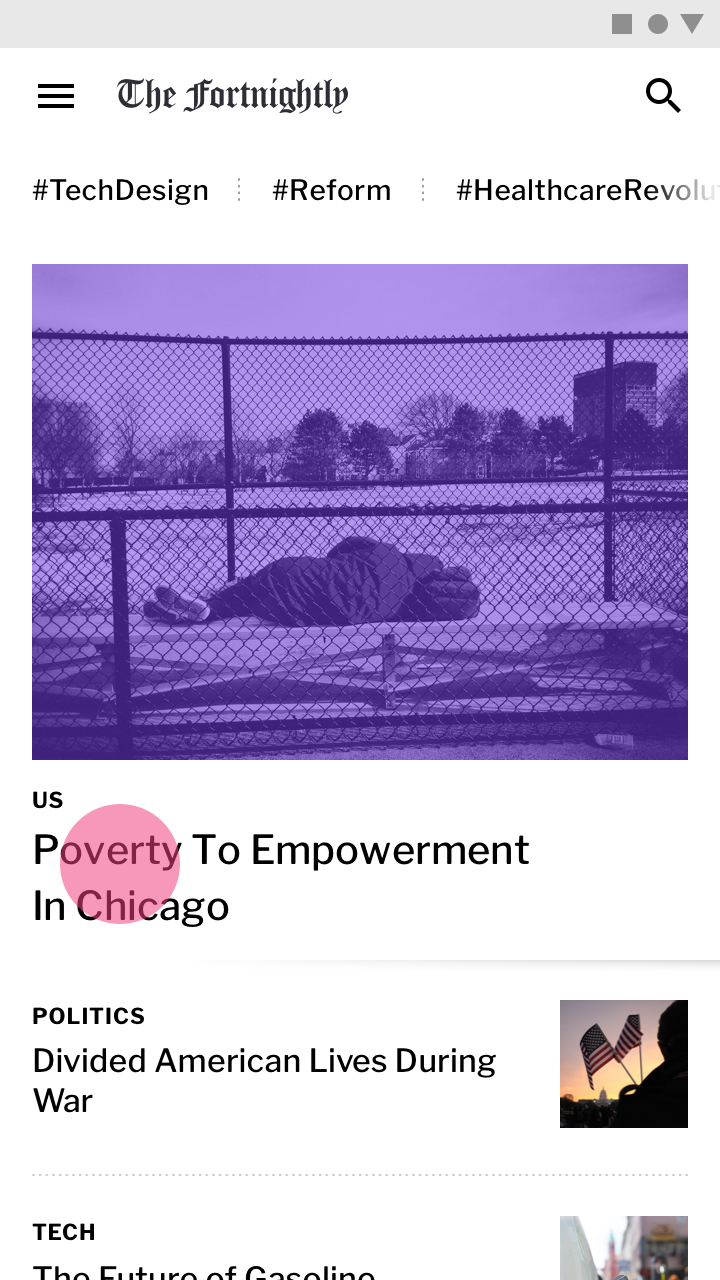 The Fortnightly
#TechDesign
#Reform
#HealthcareRevolu
US
Poverty To Empowerment
In Chicago
POLITICS
Divided American Lives During
War
TECH
The Future of Gasoline